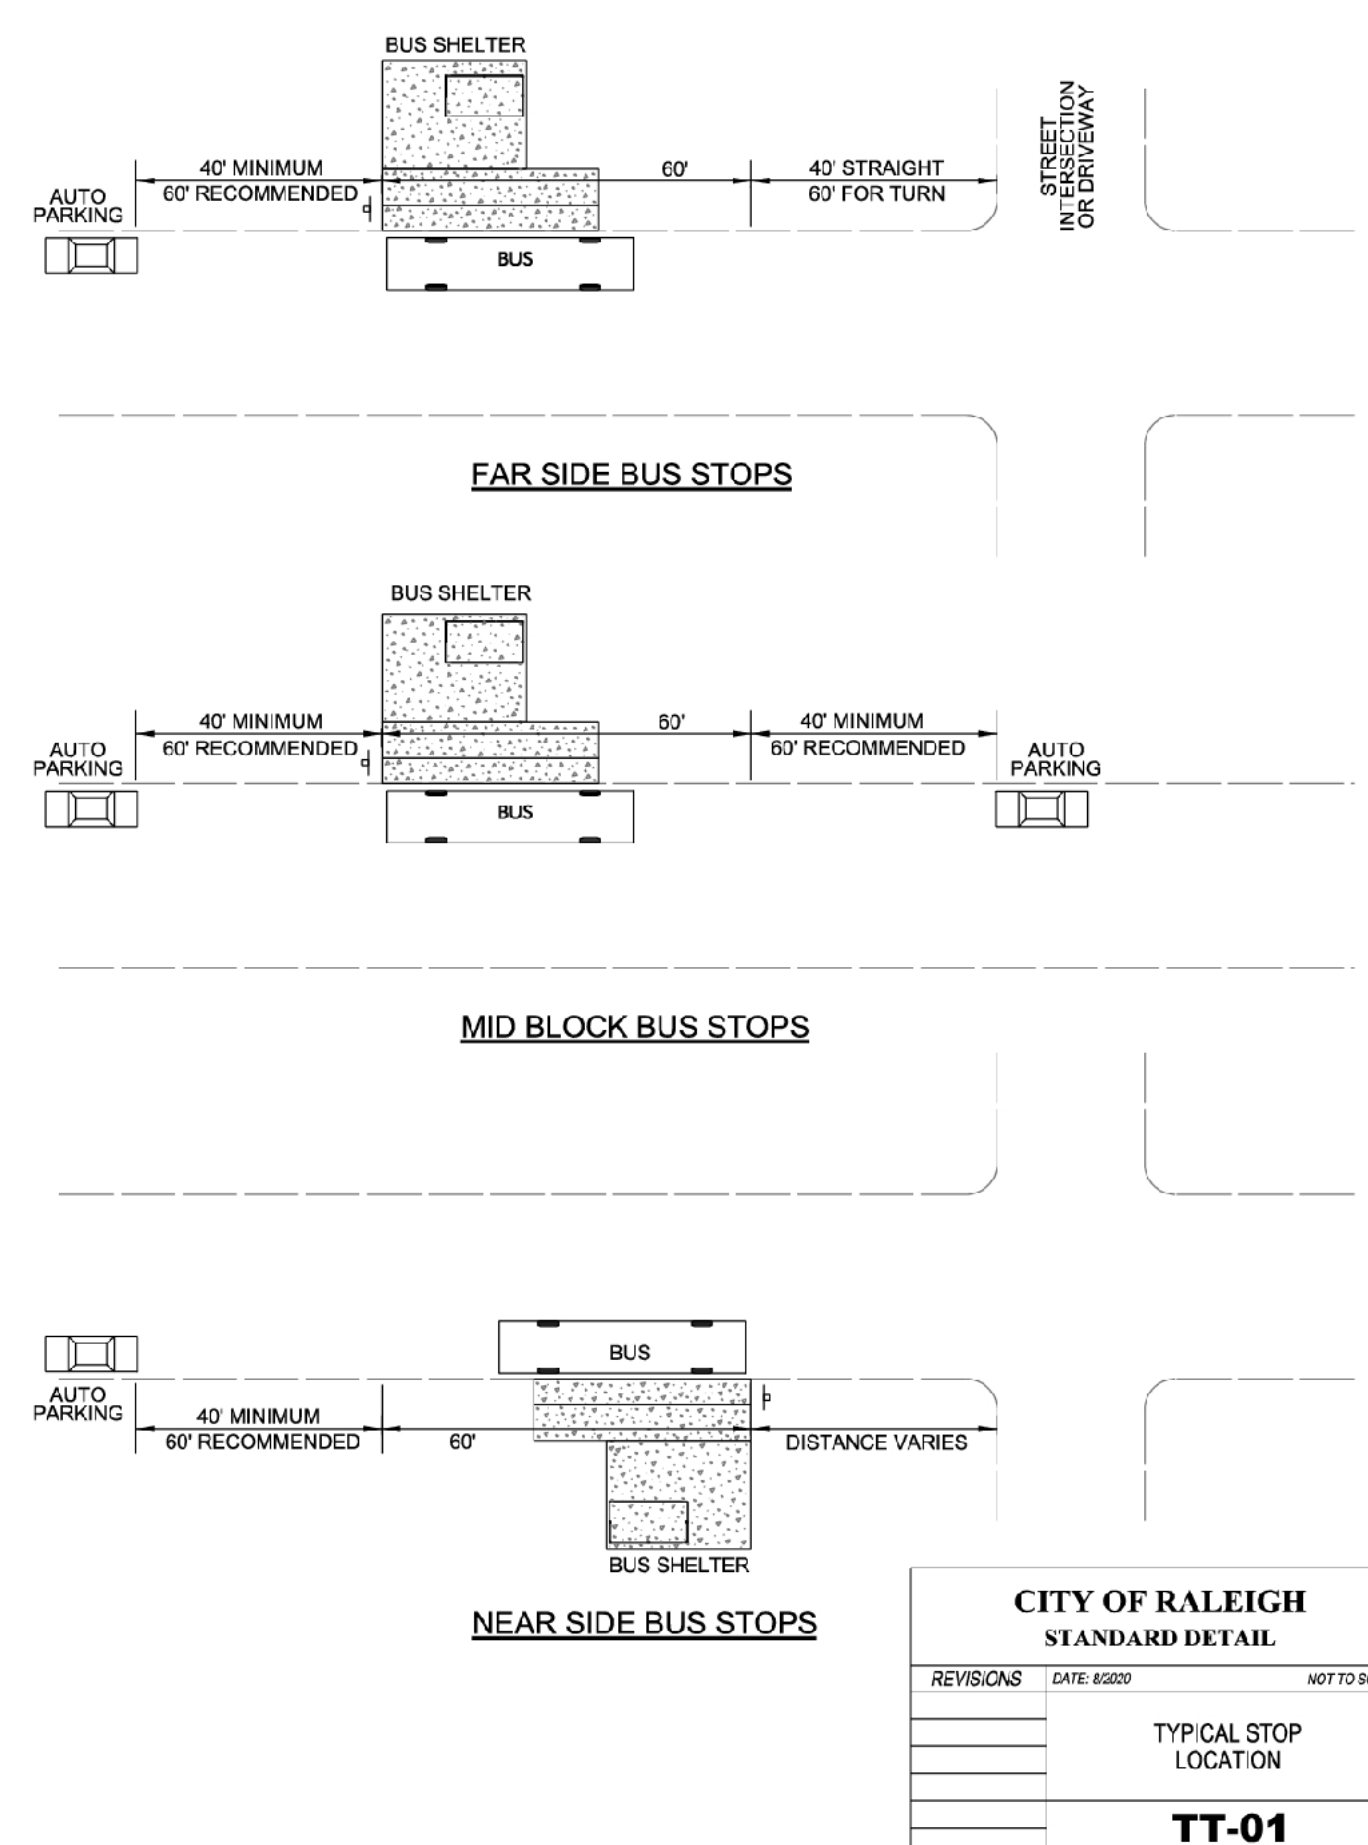 BUS SHELTER
STREET
INTERSECTION
OR DRIVEWAY
40' MINIMUM
60' RECOMMENDED
60'
40' STRAIGHT
60' FOR TURN
AUTO
PARKING
BUS
FAR SIDE BUS STOPS
BUS SHELTER
40' MINIMUM
60' RECOMMENDED
60'
40' MINIMUM
60' RECOMMENDED
AUTO
PARKING
AUTO
PARKING
BUS
MID BLOCK BUS STOPS
BUS
AUTO
PARKING
40' MINIMUM
60' RECOMMENDED
60'
DISTANCE VARIES
BUS SHELTER
NEAR SIDE BUS STOPS
CITY OF RALEIGH
STANDARD DETAIL
REVISIONS
DATE: 8/2020
NOT TO
TYPICAL STOP
LOCATION
TT-01